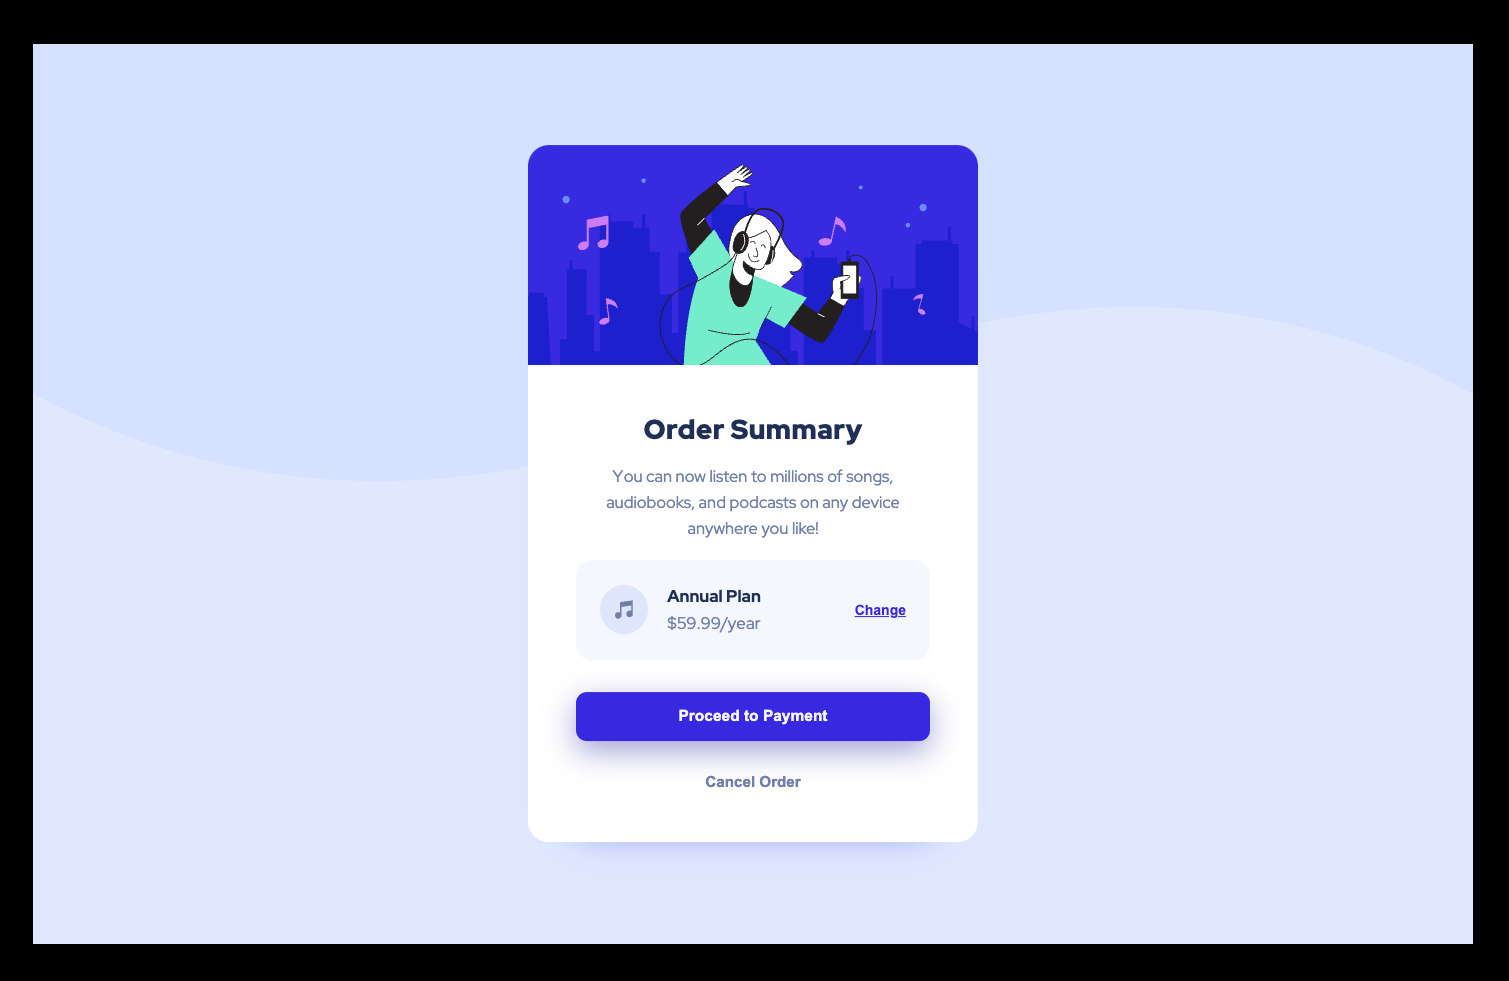 Order Summary
You can now listen to millions of songs,
audiobooks, and podcasts on any device
anywhere you like!
Annual Plan
$59.99/year
Change
Proceed to Payment
Cancel Order